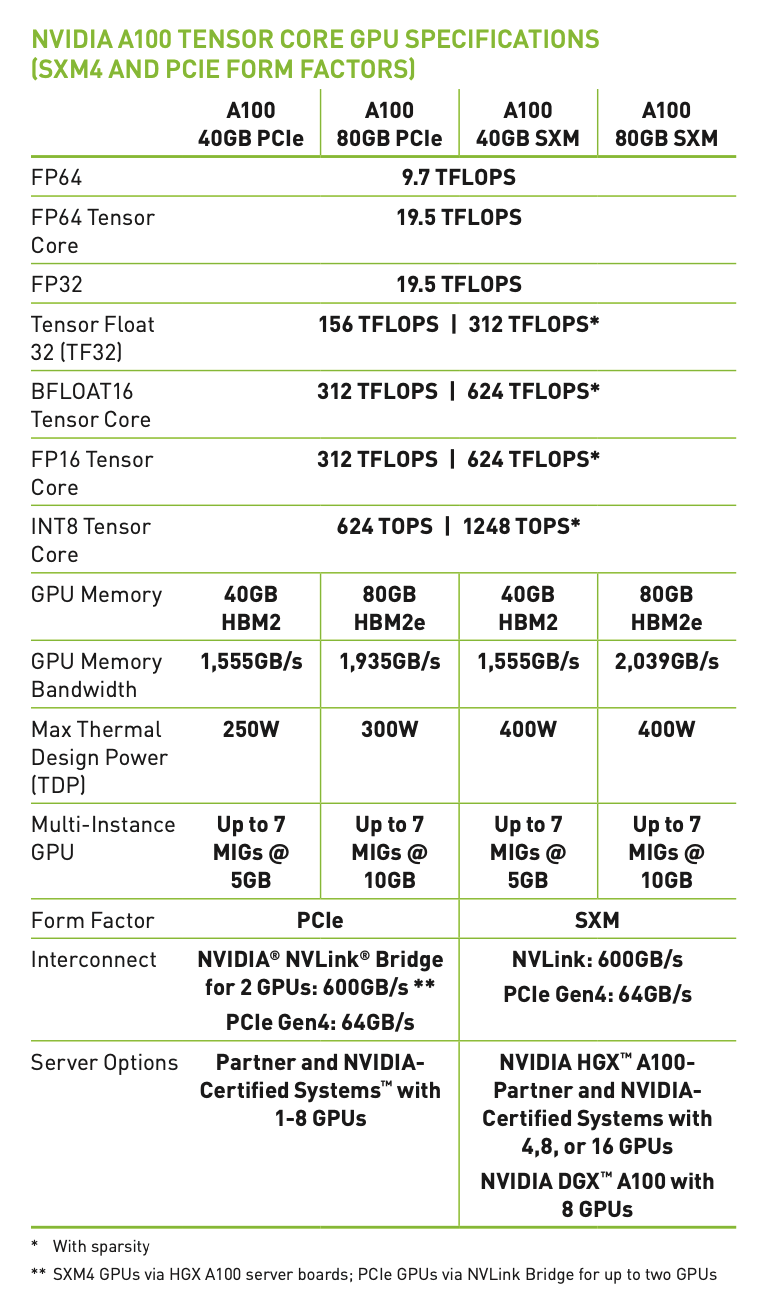 NVIDIA A100 TENSOR CORE GPU SPECIFICATIONS
(SXM4 AND PCIE FORM FACTORS)
A100 A100 A100 A100
40GB PCIe 80GB PCIe 40GB SXM 80GB SXM
FP64 9.7 TFLOPS
FP64 Tensor 19.5 TFLOPS
Core
FP32 19.5 TFLOPS
Tensor Float 156 TFLOPS | 312 TFLOPS*
32 (TF32)
BFLOAT16 312 TFLOPS | 624 TFLOPS*
Tensor Core
FP16 Tensor 312 TFLOPS | 624 TFLOPS*
Core
INT8 Tensor 624 TOPS | 1248 TOPS*
Core
GPU Memory 40GB 80GB 40GB 80GB
HBM2 HBM2e HBM2 HBM2e
GPU Memory 1,555GB/s 1,935GB/s 1,555GB/s 2,039GB/s
Bandwidth
Max Thermal 250W 300W 400W 400W
Design Power
(TDP)
Multi-Instance Up to 7 Up to 7 Up to 7 Up to 7
GPU MIGs @ MIGs @ MIGs @ MIGs @
5GB 10GB 5GB 10GB
Form Factor PCIe SXM
Interconnect NVIDIA® NVLink® Bridge NVLink: 600GB/s
for 2 GPUs: 600GB/s ** PCIe Gen4: 64GB/s
PCIe Gen4: 64GB/s
Server Options Partner and NVIDIA- NVIDIA HGX™ A100-
Certified Systems™ with Partner and NVIDIA-
1-8 GPUs Certified Systems with
4,8, or 16 GPUs
NVIDIA DGX™ A100 with
8 GPUs
* With sparsity
** SXM4 GPUs via HGX A100 server boards; PCIe GPUs via NVLink Bridge for up to two GPUs